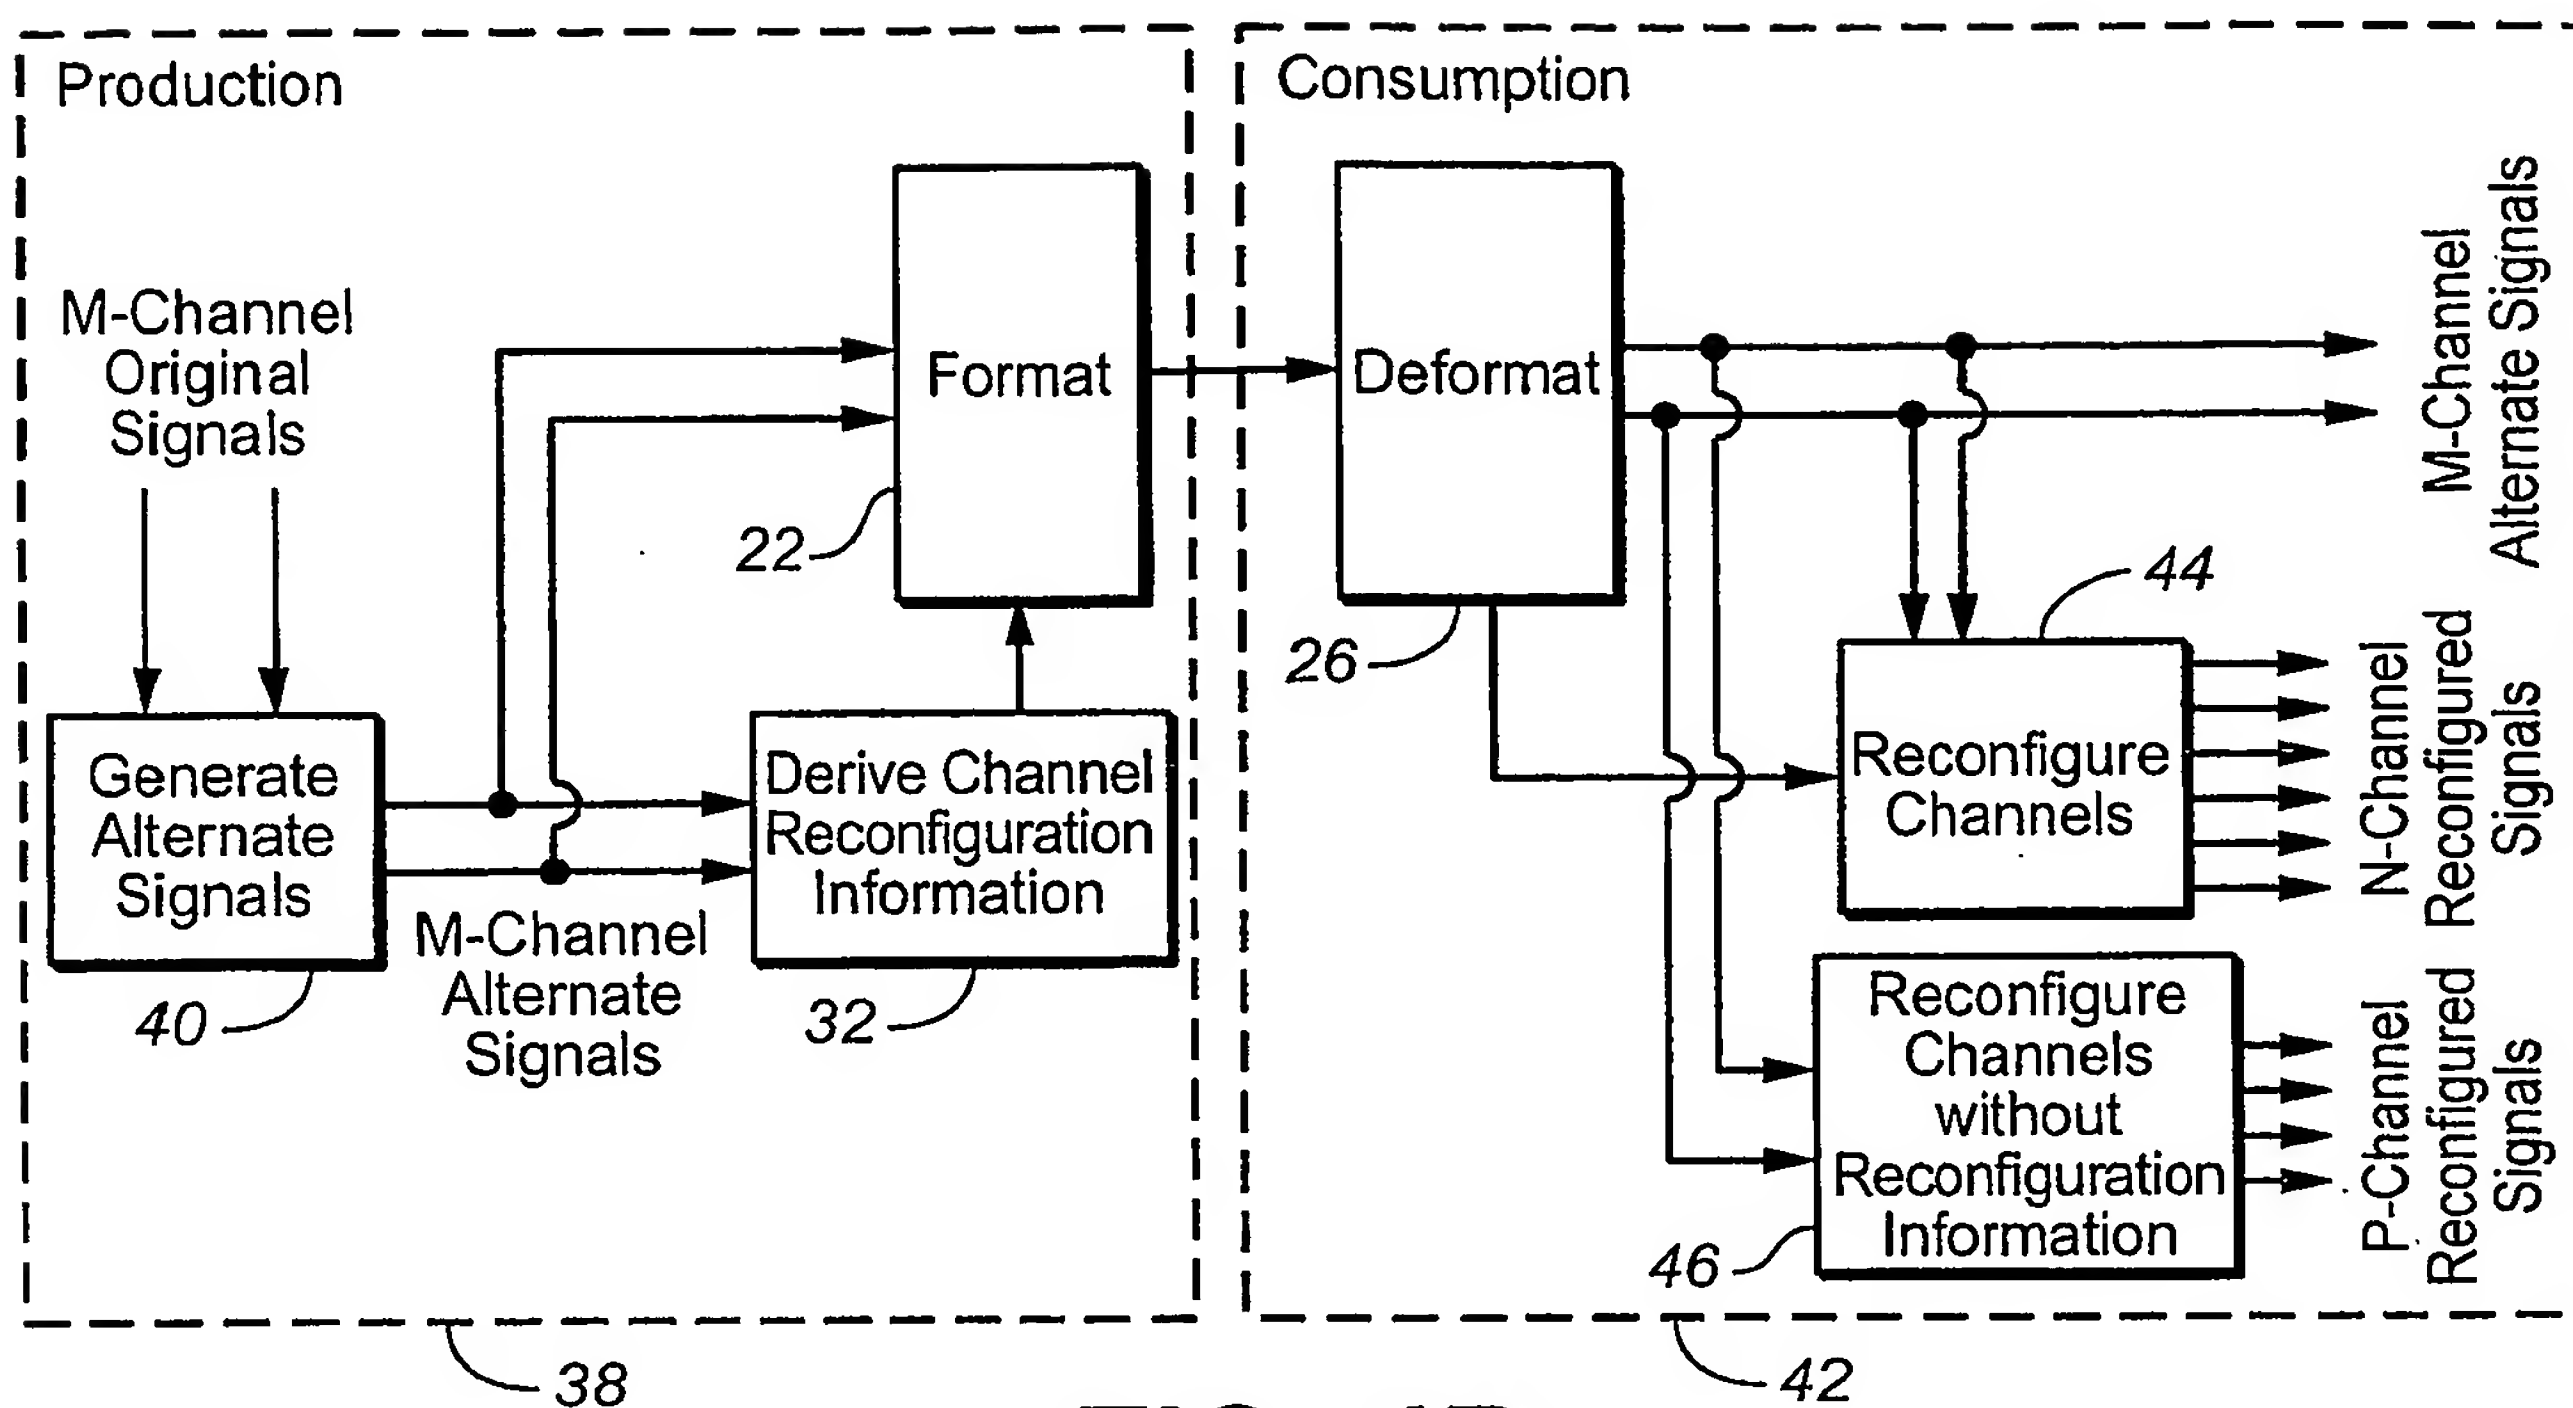 Production
Consumption
M-Channel
Original
Signals
Format
22
Deformat
26
M-Channel
Alternate Signals
Generate
Alternate
Signals
40
M-Channel
Alternate
Signals
Derive Channel
Reconfiguration
Information
32
44
Reconfigure
Channels
N-Channel
Reconfigured
Signals
Reconfigure
Channels
without
Reconfiguration
Information
46
P-Channel
Reconfigured
Signals
38
42